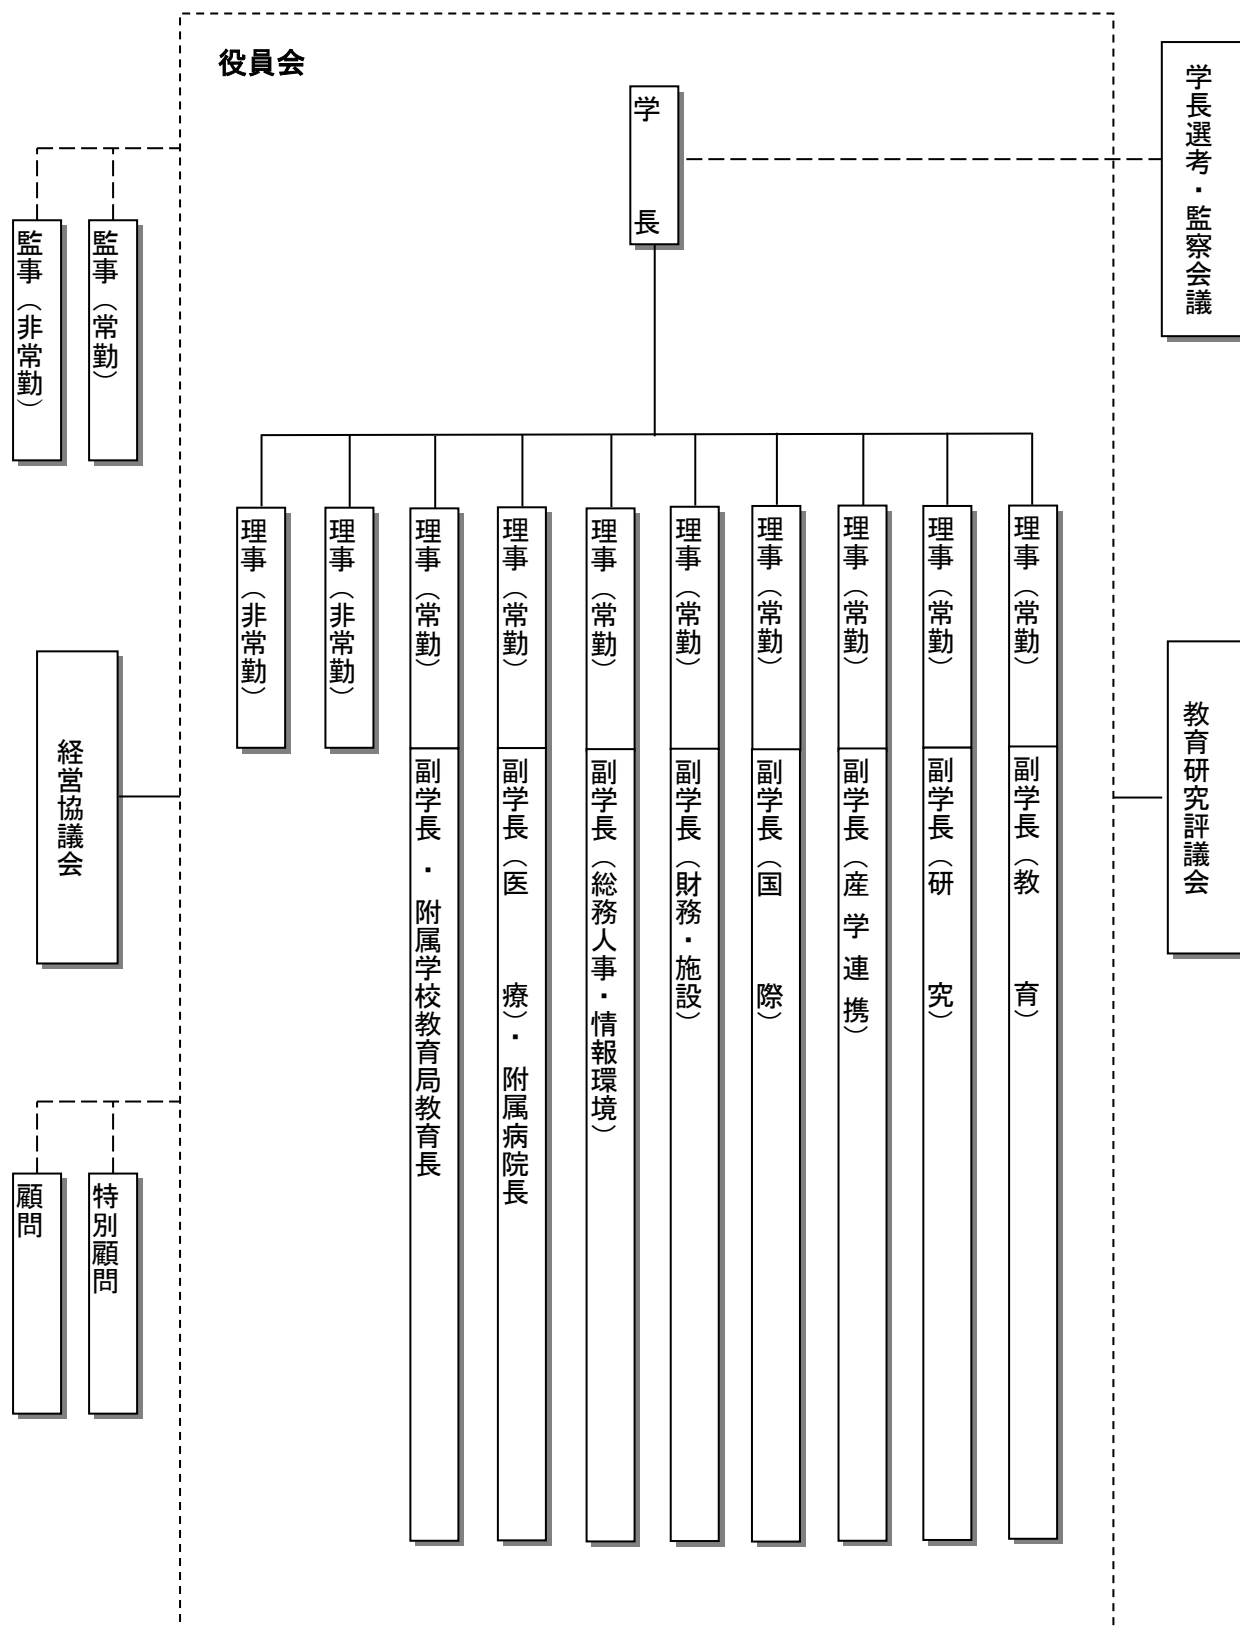 役員会
学長
学長選考・監察会議
監事（常勤）
監事（非常勤）
理事（常勤）
副学長（教育）
理事（常勤）
副学長（研究）
理事（常勤）
副学長（産学連携）
理事（常勤）
副学長（国際）
理事（常勤）
副学長（財務・施設）
理事（常勤）
副学長（総務人事・情報環境）
理事（常勤）
副学長（医療）・附属病院長
理事（常勤）
副学長・附属学校教育局教育長
理事（非常勤）
理事（非常勤）
教育研究評議会
経営協議会
特別顧問
顧問